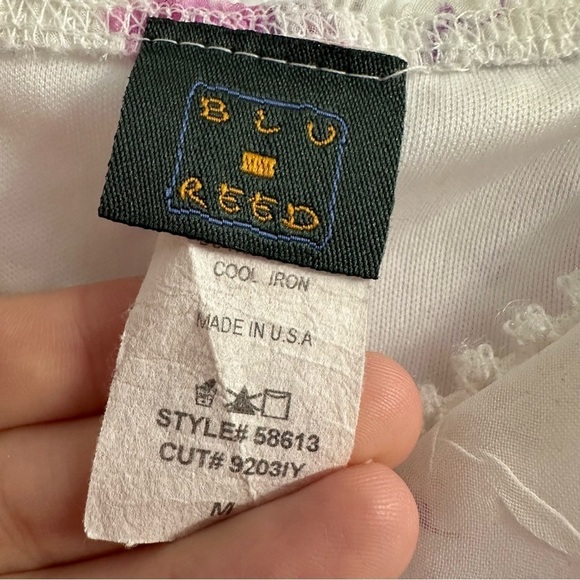 BLU
REED
COOL IRON
MADE IN U.S.A
STYLE# 58613
CUT# 9203IY
M